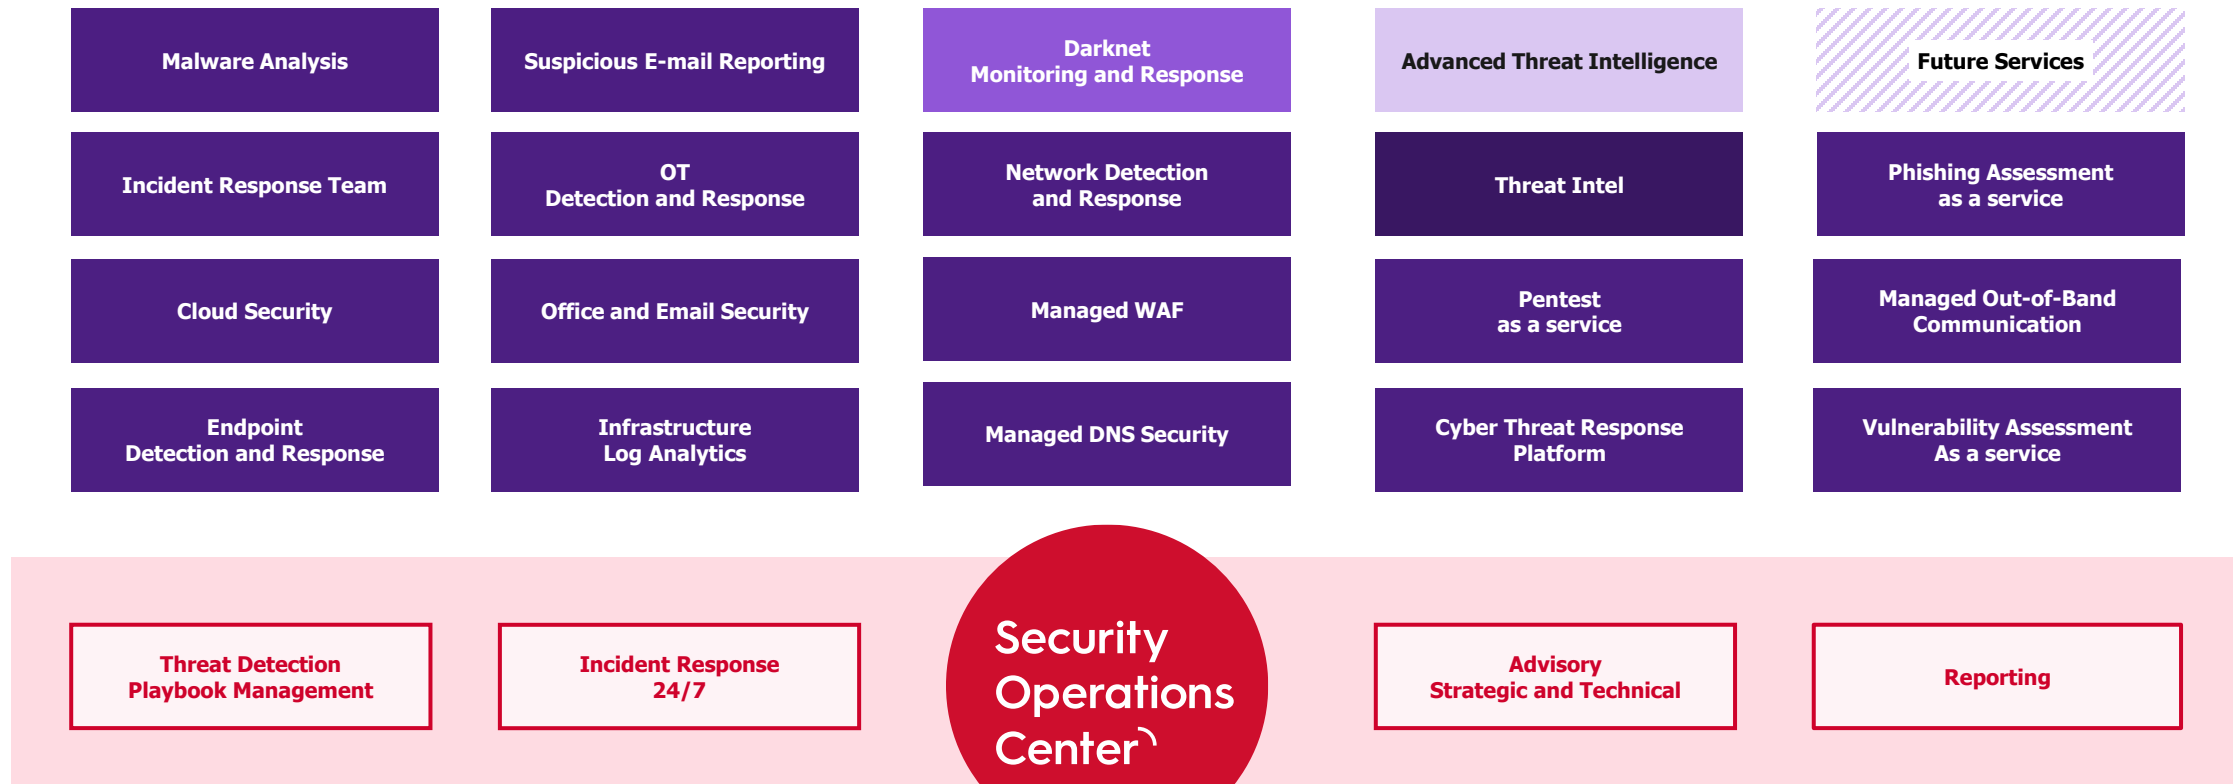 Malware Analysis
Suspicious E-mail Reporting
Darknet
Monitoring and Response
Advanced Threat Intelligence
Future Services
Incident Response Team
OT
Detection and Response
Network Detection
and Response
Threat Intel
Phishing Assessment
as a service
Cloud Security
Office and Email Security
Managed WAF
Pentest
as a service
Managed Out-of-Band
Communication
Endpoint
Detection and Response
Infrastructure
Log Analytics
Managed DNS Security
Cyber Threat Response
Platform
Vulnerability Assessment
As a service
Threat Detection
Playbook Management
Incident Response
24/7
Security
Operations
Center
Advisory
Strategic and Technical
Reporting